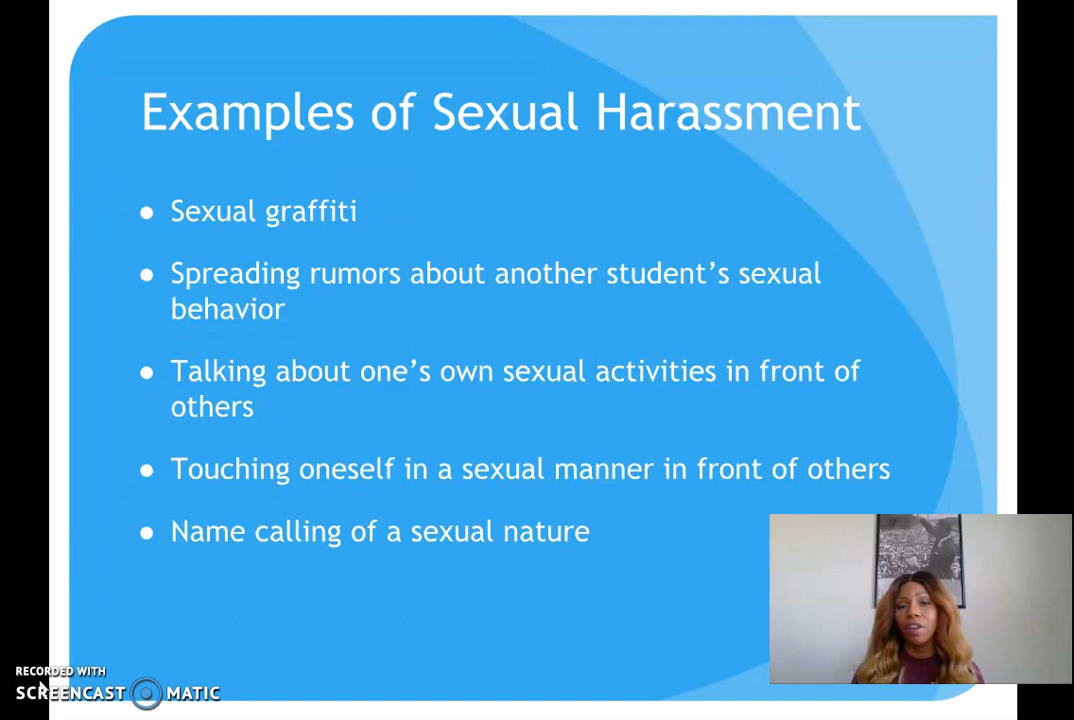 Examples of Sexual Harassment
● Sexual graffiti
● Spreading rumors about another student’s sexual
behavior
● Talking about one’s own sexual activities in front of
others
● Touching oneself in a sexual manner in front of others
● Name calling of a sexual nature
RECORDED WITH
SCREENCAST MATIC